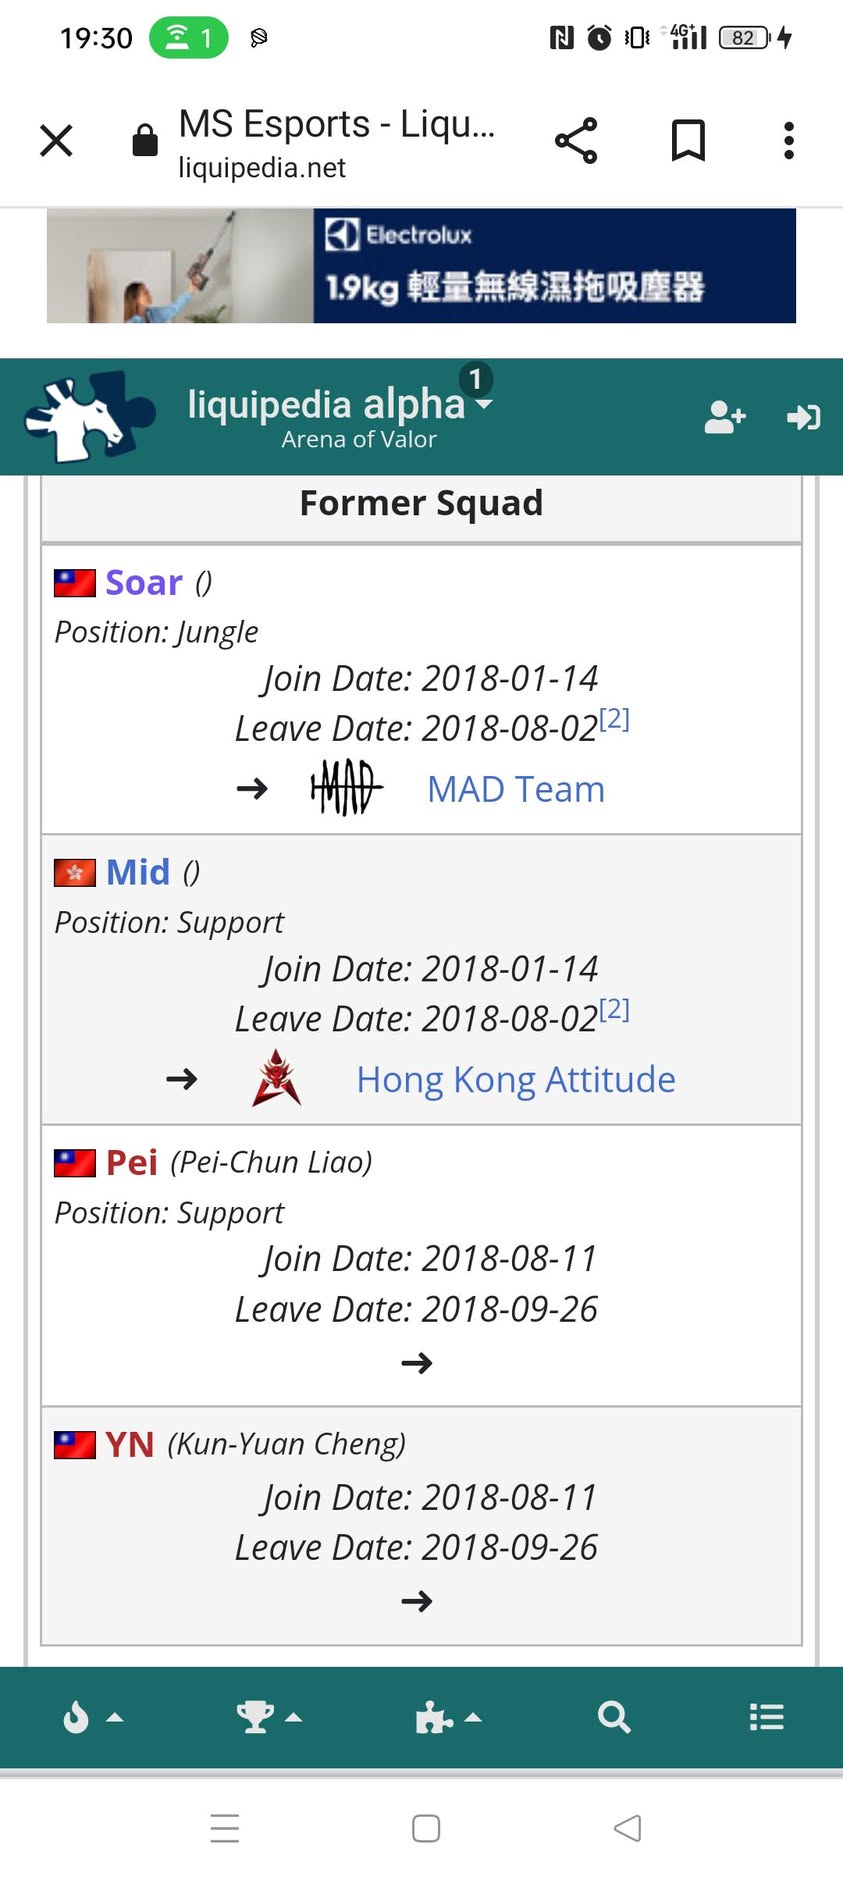 19:30
1
4G+
82
MS Esports - Liqu...
liquipedia.net
Electrolux
1.9kg 輕量無線濕拖吸塵器
liquipedia alpha
1
Arena of Valor
Former Squad
Soar ()
Position: Jungle
Join Date: 2018-01-14
Leave Date: 2018-08-02[2]
➔ MAD MAD Team
Mid ()
Position: Support
Join Date: 2018-01-14
Leave Date: 2018-08-02[2]
➔ Hong Kong Attitude
Pei (Pei-Chun Liao)
Position: Support
Join Date: 2018-08-11
Leave Date: 2018-09-26
➔
YN (Kun-Yuan Cheng)
Join Date: 2018-08-11
Leave Date: 2018-09-26
➔